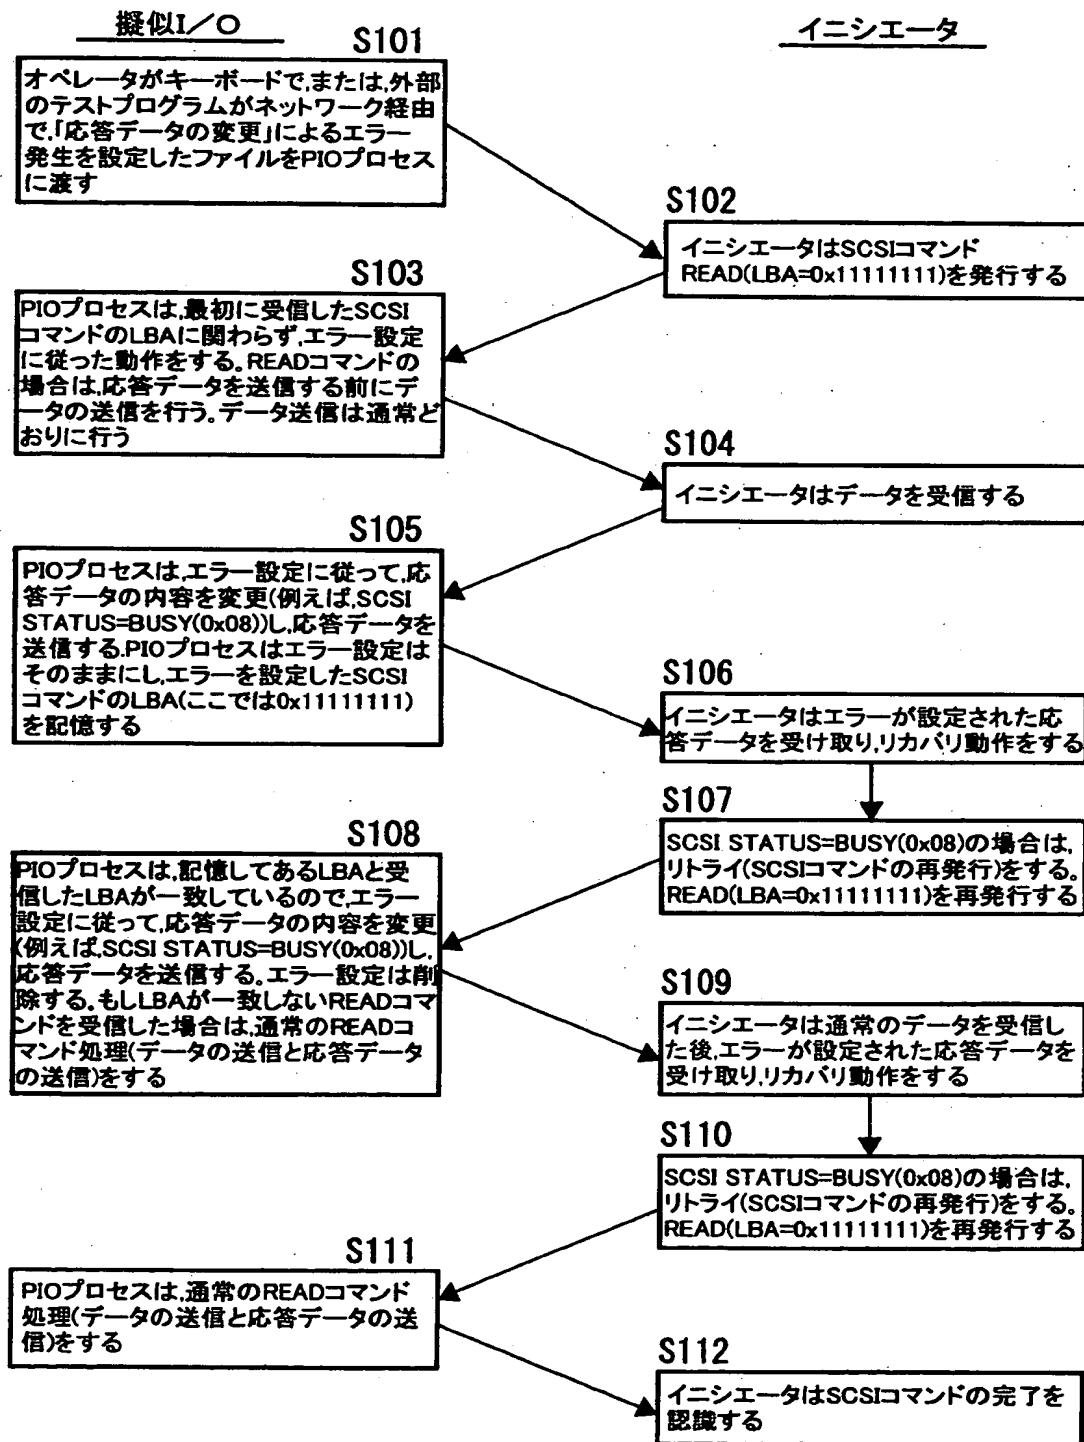 擬似I／O
イニシエータ
S101
オペレータがキーボードで,または,外部
のテストプログラムがネットワーク経由
で,「応答データの変更」によるエラー
発生を設定したファイルをPIOプロセス
に渡す
S102
イニシエータはSCSIコマンド
READ(LBA=0x11111111)を発行する
S103
PIOプロセスは,最初に受信したSCSI
コマンドのLBAに関わらず,エラー設定
に従った動作をする。READコマンドの
場合は,応答データを送信する前にデ
ータの送信を行う。データ送信は通常ど
おりに行う
S104
イニシエータはデータを受信する
S105
PIOプロセスは,エラー設定に従って,応
答データの内容を変更(例えば,SCSI
STATUS=BUSY(0x08))し,応答データを
送信する.PIOプロセスはエラー設定は
そのままにし,エラーを設定したSCSI
コマンドのLBA(ここでは0x11111111)
を記憶する
S106
イニシエータはエラーが設定された応
答データを受け取り,リカバリ動作をする
S107
SCSI STATUS=BUSY(0x08)の場合は,
リトライ(SCSIコマンドの再発行)をする。
READ(LBA=0x11111111)を再発行する
S108
PIOプロセスは,記憶してあるLBAと受
信したLBAが一致しているので,エラー
設定に従って,応答データの内容を変更
(例えば,SCSI STATUS=BUSY(0x08))し,
応答データを送信する。エラー設定は削
除する。もしLBAが一致しないREADコマ
ンドを受信した場合は,通常のREADコ
マンド処理(データの送信と応答データ
の送信)をする
S109
イニシエータは通常のデータを受信し
た後,エラーが設定された応答データを
受け取り,リカバリ動作をする
S110
SCSI STATUS=BUSY(0x08)の場合は,
リトライ(SCSIコマンドの再発行)をする。
READ(LBA=0x11111111)を再発行する
S111
PIOプロセスは,通常のREADコマンド
処理(データの送信と応答データの送
信)をする
S112
イニシエータはSCSIコマンドの完了を
認識する